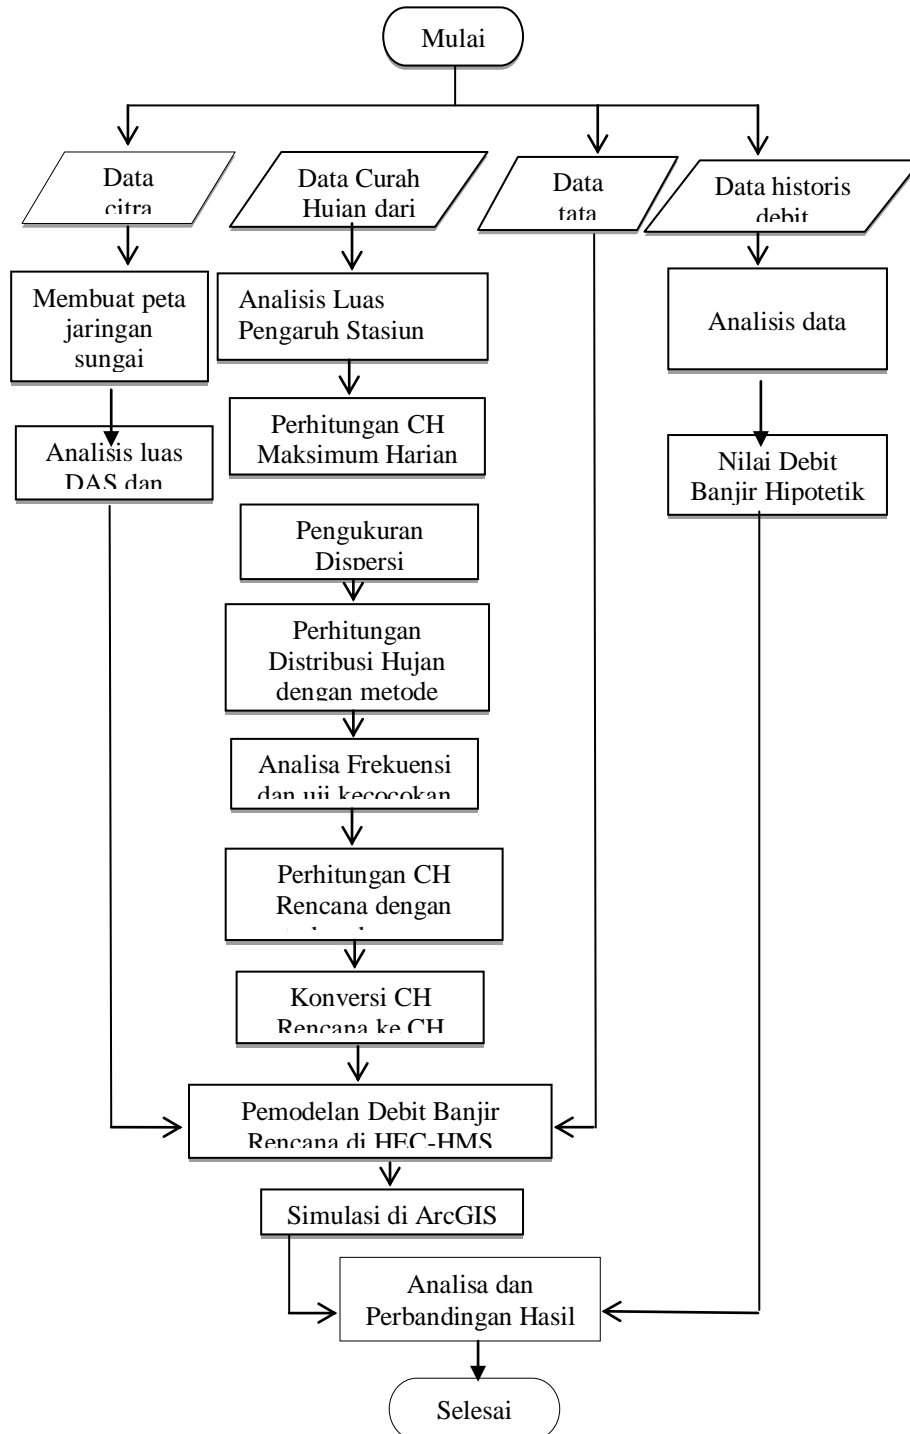 Mulai
Data
citra
Data Curah
Hujan dari
Data
tata
Data historis
debit
Membuat peta
jaringan
sungai
Analisis Luas
Pengaruh Stasiun
Analisis data
Perhitungan CH
Maksimum Harian
Analisis luas
DAS dan
Nilai Debit
Banjir Hipotetik
Pengukuran
Dispersi
Perhitungan
Distribusi Hujan
dengan metode
Analisa Frekuensi
dan uji kecocokan
Perhitungan CH
Rencana dengan
Konversi CH
Rencana ke CH
Pemodelan Debit Banjir
Rencana di HEC-HMS
Simulasi di ArcGIS
Analisa dan
Perbandingan Hasil
Selesai